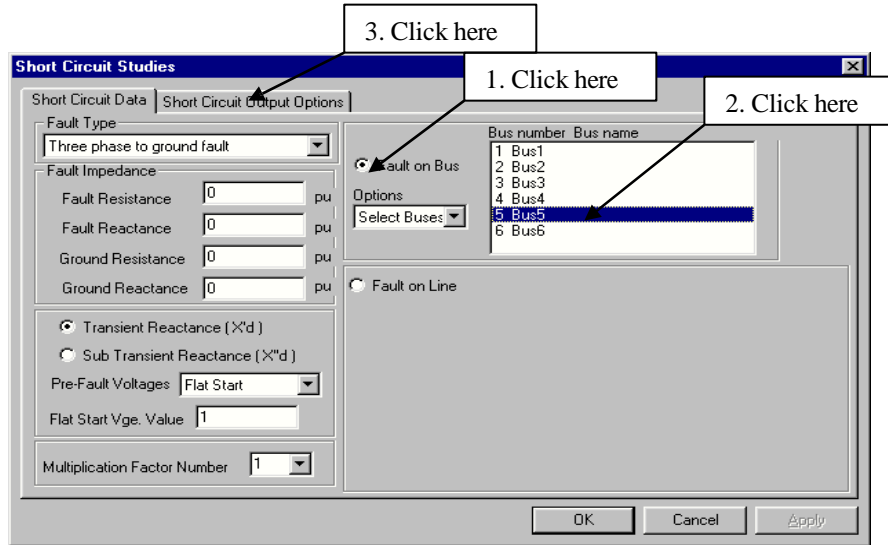 3. Click here
Short Circuit Studies
1. Click here
2. Click here
Short Circuit Data
Short Circuit Output Options
Fault Type
Three phase to ground fault
Fault Impedance
Fault Resistance 0 pu
Fault Reactance 0 pu
Ground Resistance 0 pu
Ground Reactance 0 pu
Transient Reactance ( X'd )
Sub Transient Reactance ( X"d )
Pre-Fault Voltages Flat Start
Flat Start Vge. Value 1
Multiplication Factor Number 1
Fault on Bus
Options
Select Buses
Bus number Bus name
1 Bus1
2 Bus2
3 Bus3
4 Bus4
5 Bus5
6 Bus6
Fault on Line
OK Cancel Apply